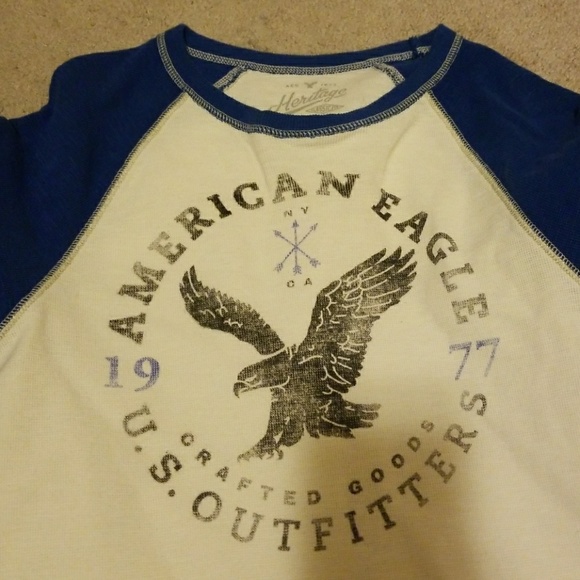 Heritage
AMERICAN EAGLE
NY
CA
19 77
CRAFTED GOODS
U.S. OUTFITTERS